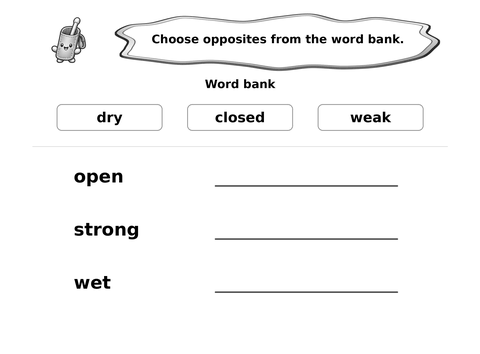 Choose opposites from the word bank.
Word bank
dry closed weak
open
strong
wet